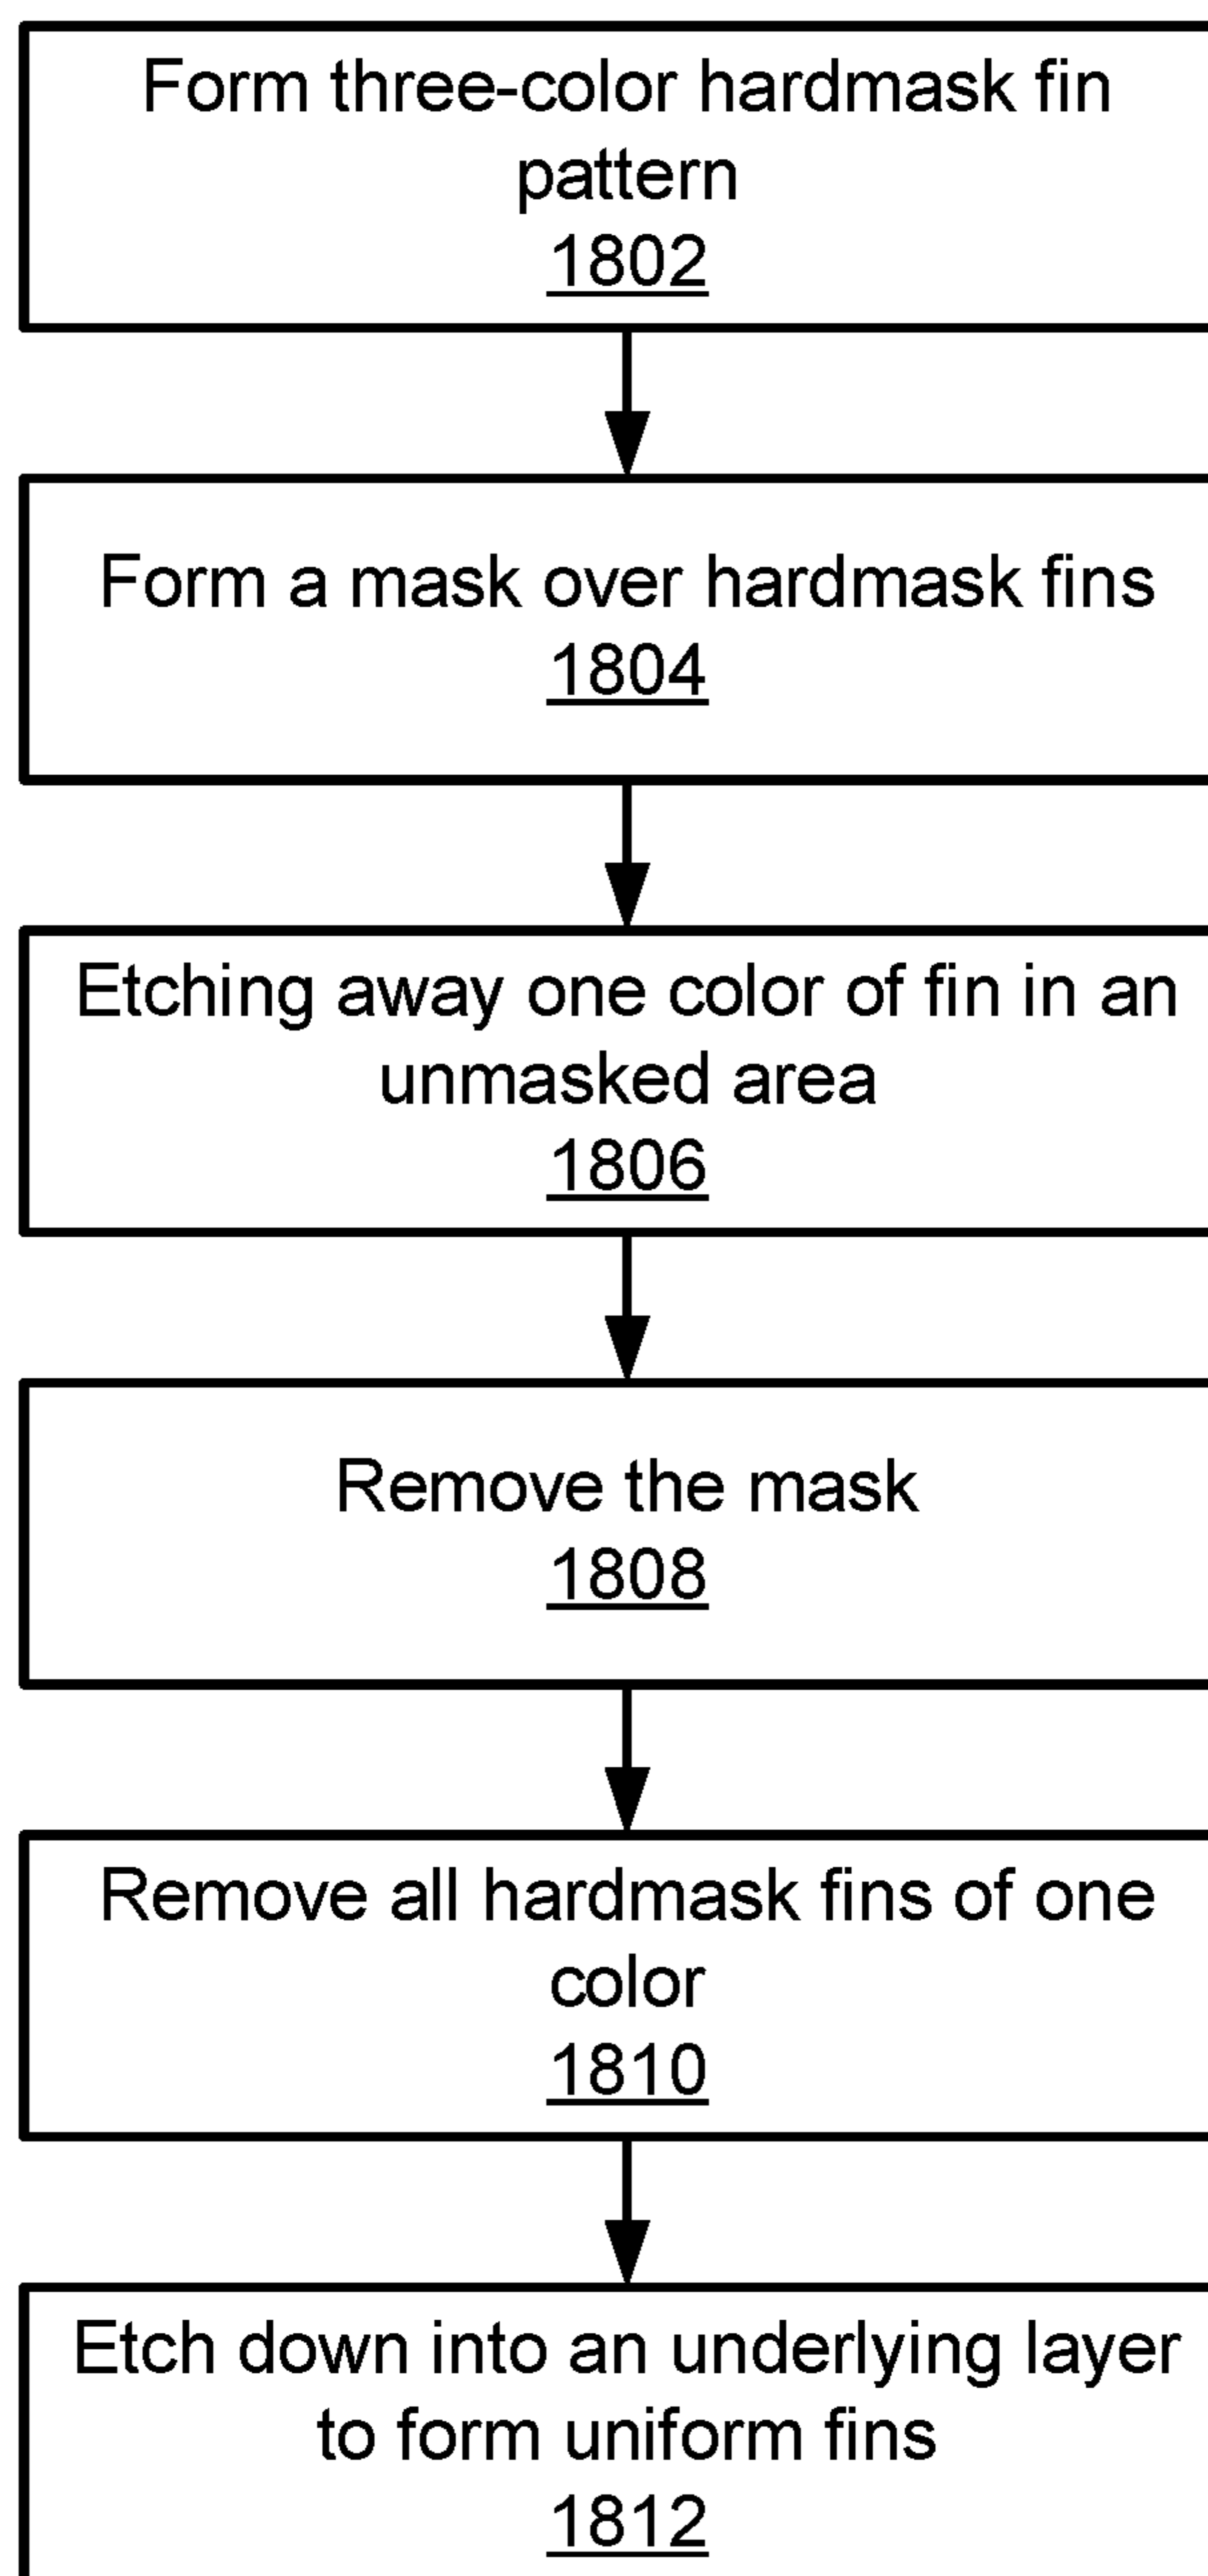 Form three-color hardmask fin
pattern
1802
Form a mask over hardmask fins
1804
Etching away one color of fin in an
unmasked area
1806
Remove the mask
1808
Remove all hardmask fins of one
color
1810
Etch down into an underlying layer
to form uniform fins
1812